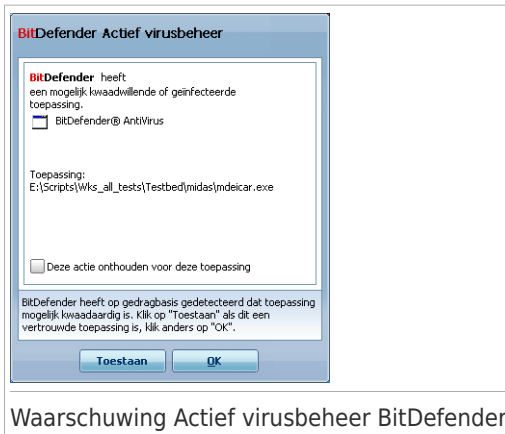 BitDefender Actief virusbeheer
BitDefender heeft
een mogelijk kwaadwillende of geïnfecteerde
toepassing.
BitDefender® AntiVirus
Toepassing:
E:\Scripts\Wks_all_tests\Testbed\midas\mdeicar.exe
Deze actie onthouden voor deze toepassing
BitDefender heeft op gedragbasis gedetecteerd dat toepassing
mogelijk kwaadaardig is. Klik op "Toestaan" als dit een
vertrouwde toepassing is, klik anders op "OK".
Toestaan OK
Waarschuwing Actief virusbeheer BitDefender